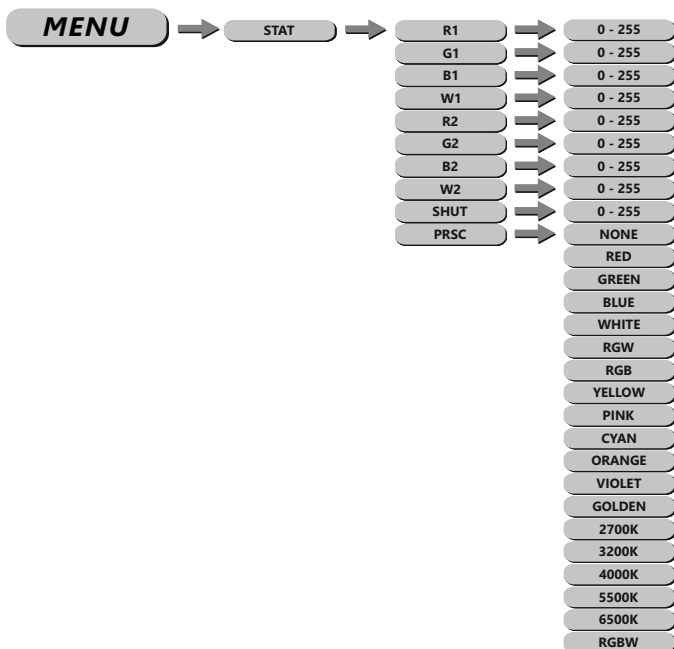 MENU STAT R1 0 - 255
G1 0 - 255
B1 0 - 255
W1 0 - 255
R2 0 - 255
G2 0 - 255
B2 0 - 255
W2 0 - 255
SHUT 0 - 255
PRSC NONE
RED
GREEN
BLUE
WHITE
RGW
RGB
YELLOW
PINK
CYAN
ORANGE
VIOLET
GOLDEN
2700K
3200K
4000K
5500K
6500K
RGBW